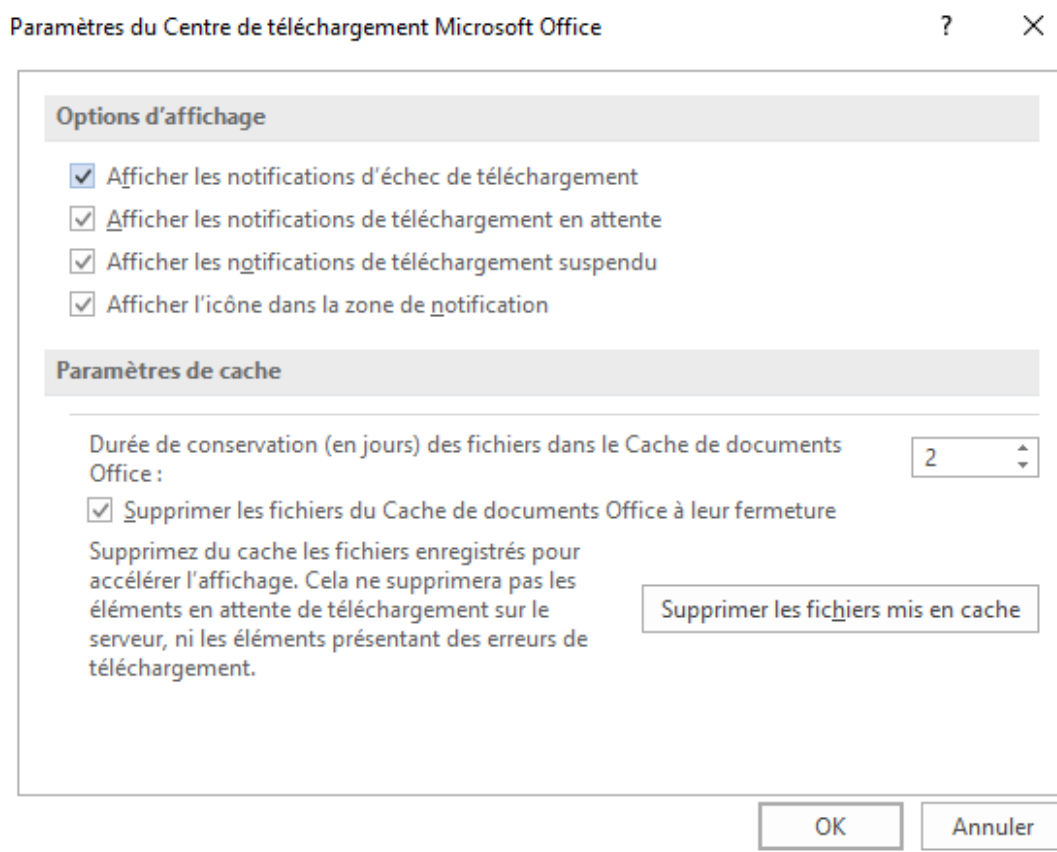 Paramètres du Centre de téléchargement Microsoft Office ?
Options d’affichage
Afficher les notifications d’échec de téléchargement
Afficher les notifications de téléchargement en attente
Afficher les notifications de téléchargement suspendu
Afficher l’icône dans la zone de notification
Paramètres de cache
Durée de conservation (en jours) des fichiers dans le Cache de documents
Office :
2
Supprimer les fichiers du Cache de documents Office à leur fermeture
Supprimez du cache les fichiers enregistrés pour
accélérer l’affichage. Cela ne supprimera pas les
éléments en attente de téléchargement sur le
serveur, ni les éléments présentant des erreurs de
téléchargement.
Supprimer les fichiers mis en cache
OK Annuler